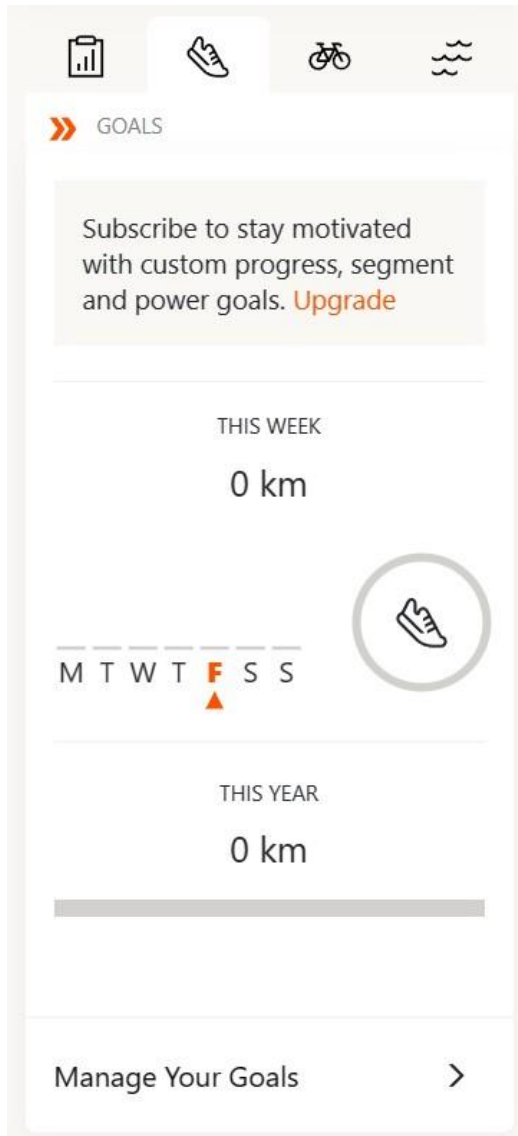 GOALS
Subscribe to stay motivated
with custom progress, segment
and power goals. Upgrade
THIS WEEK
0 km
M T W T F S S
THIS YEAR
0 km
Manage Your Goals